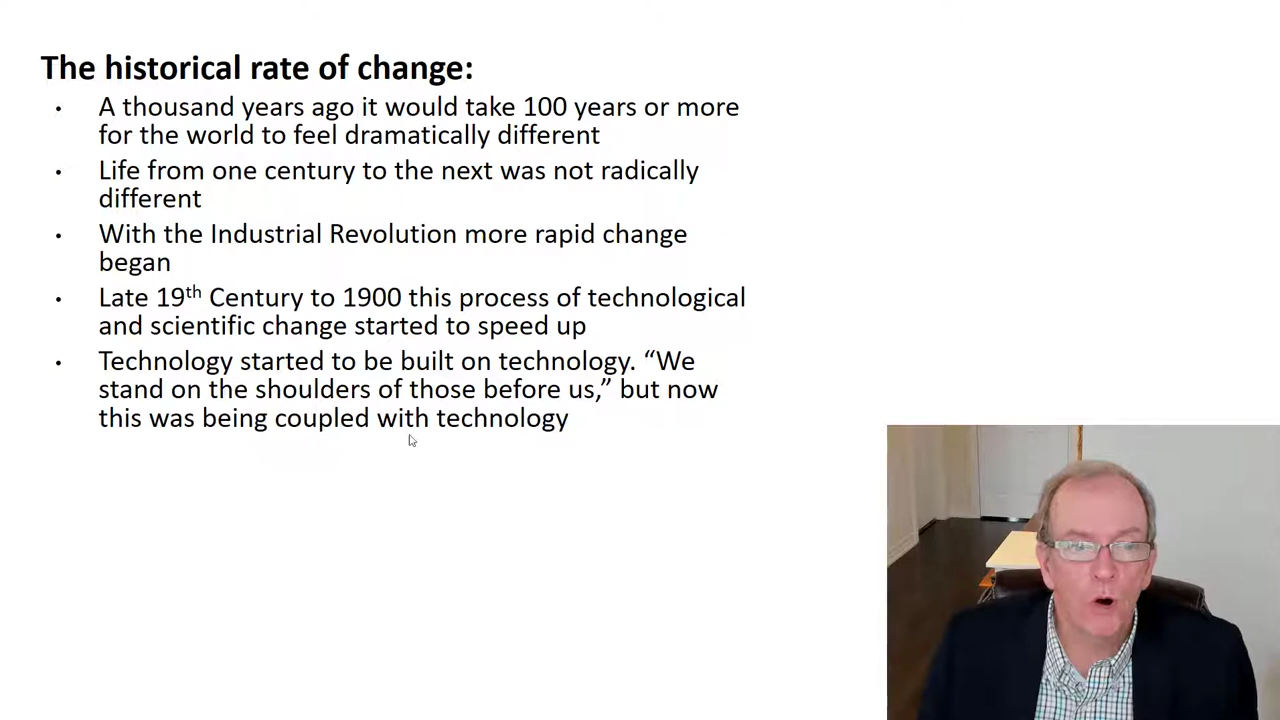 The historical rate of change:
• A thousand years ago it would take 100 years or more
for the world to feel dramatically different
• Life from one century to the next was not radically
different
• With the Industrial Revolution more rapid change
began
• Late 19th Century to 1900 this process of technological
and scientific change started to speed up
• Technology started to be built on technology. “We
stand on the shoulders of those before us,” but now
this was being coupled with technology